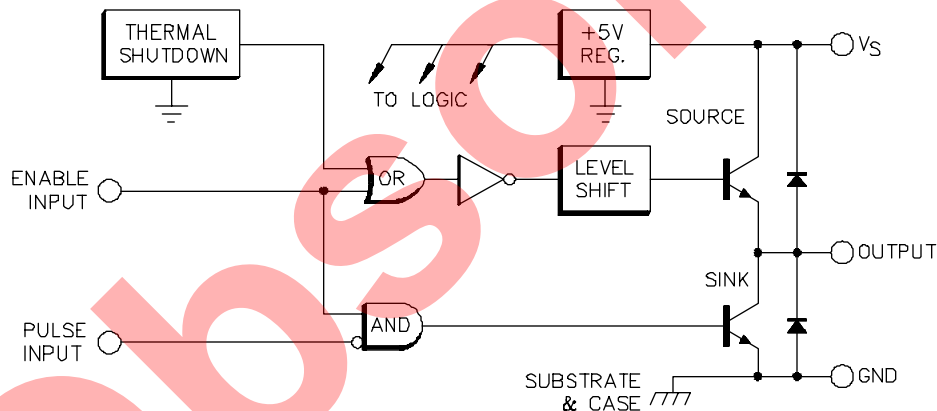 THERMAL
SHUTDOWN
+5V
REG.
VS
TO LOGIC
SOURCE
ENABLE
INPUT
OR
LEVEL
SHIFT
OUTPUT
SINK
PULSE
INPUT
AND
GND
SUBSTRATE
& CASE